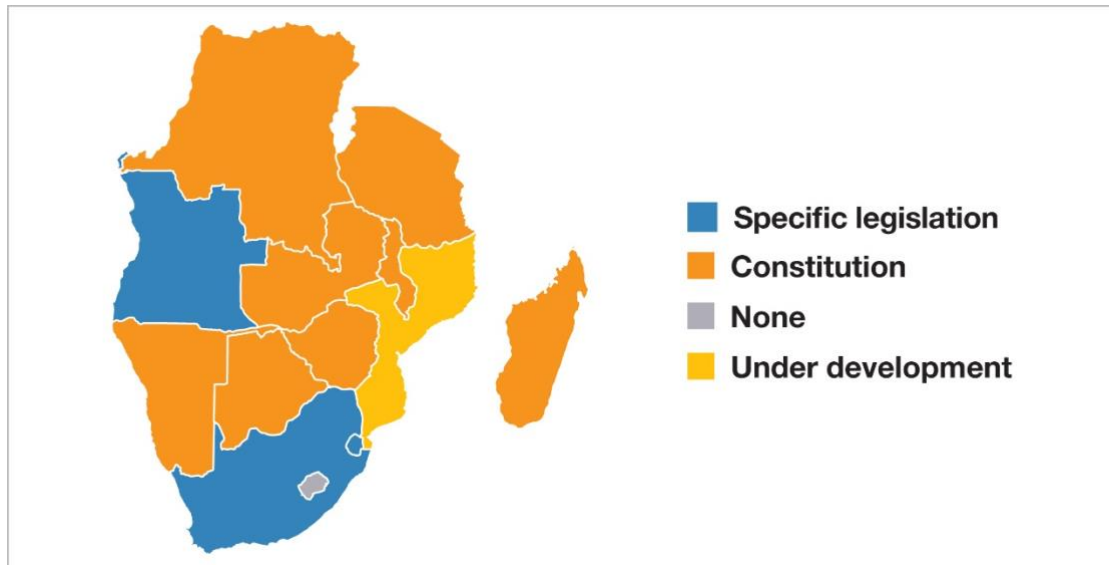 Specific legislation
Constitution
None
Under development